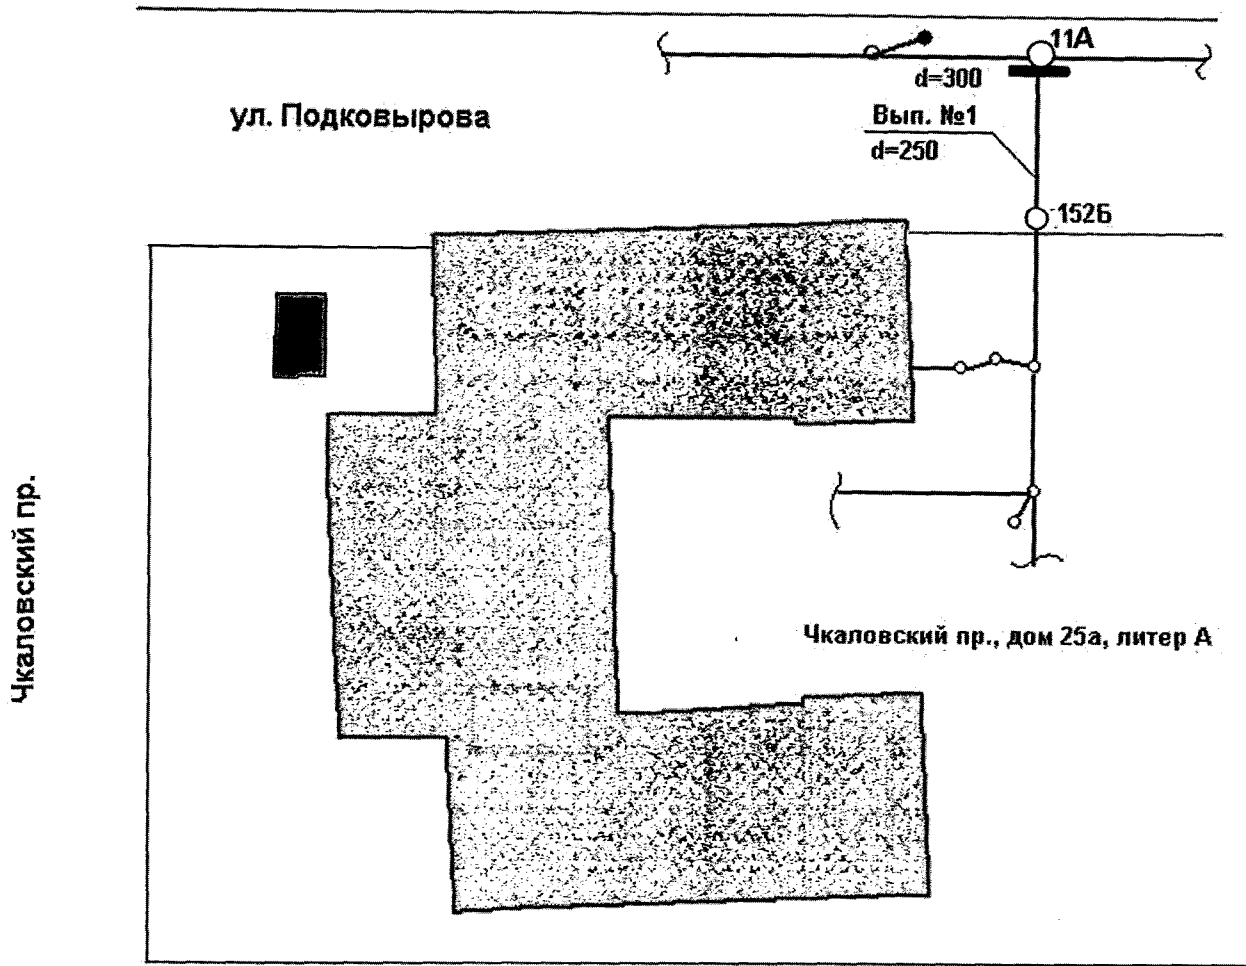 11А
d=300
ул. Подковырова
Вып. №1
d=250
152Б
Чкаловский пр.
Чкаловский пр., дом 25а, литер А